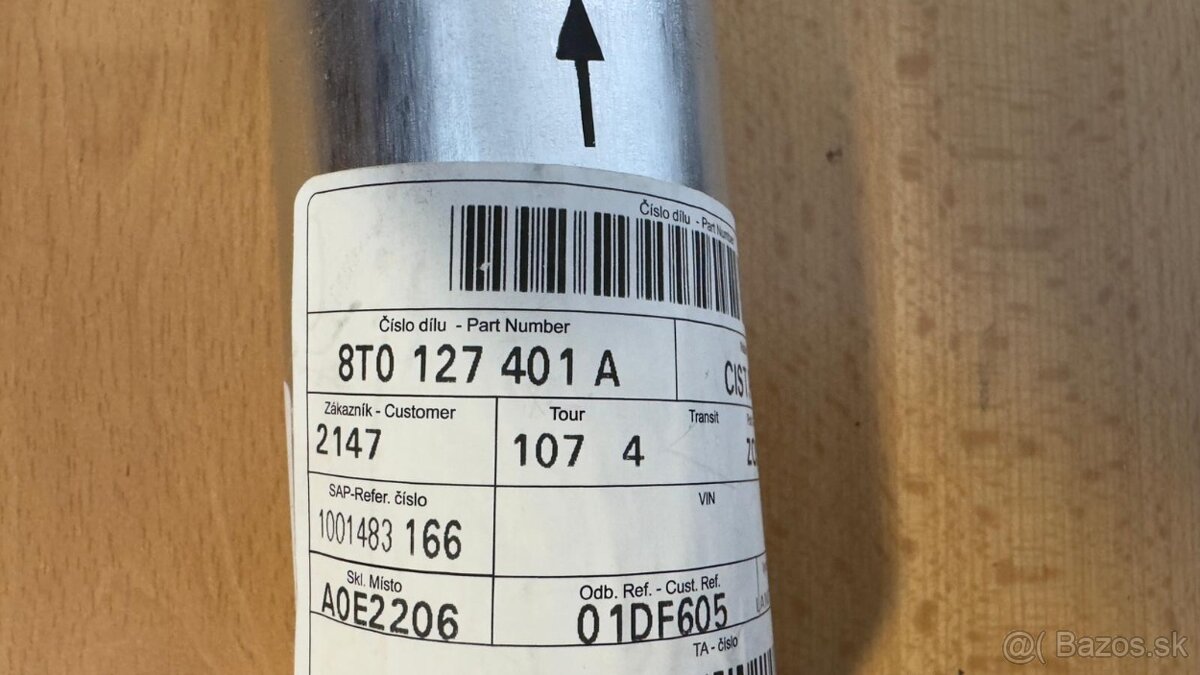 Číslo dílu - Part Number
Číslo dílu - Part Number
8T0 127 401 A
CIST
Zákazník - Customer
Tour
Transit
2147
107 4
SAP-Refer. číslo
VIN
1001483 166
Skl. Místo
Odb. Ref. - Cust. Ref.
A0E2206
01DF605
TA - číslo
@( Bazos.sk